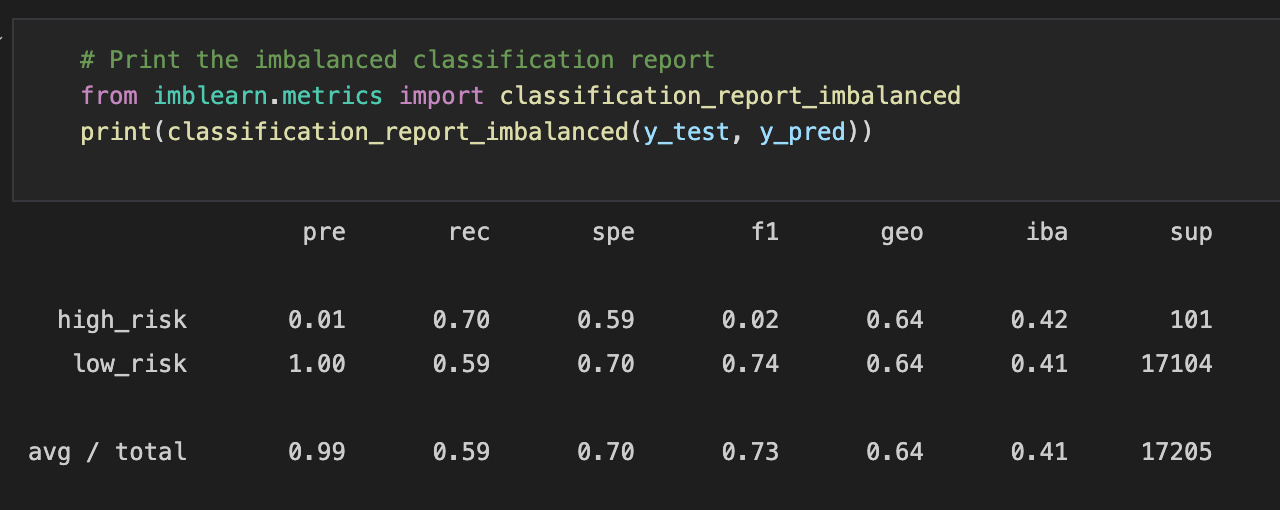 # Print the imbalanced classification report
from imblearn.metrics import classification_report_imbalanced
print(classification_report_imbalanced(y_test, y_pred))
pre rec spe f1 geo iba sup
high_risk 0.01 0.70 0.59 0.02 0.64 0.42 101
low_risk 1.00 0.59 0.70 0.74 0.64 0.41 17104
avg / total 0.99 0.59 0.70 0.73 0.64 0.41 17205